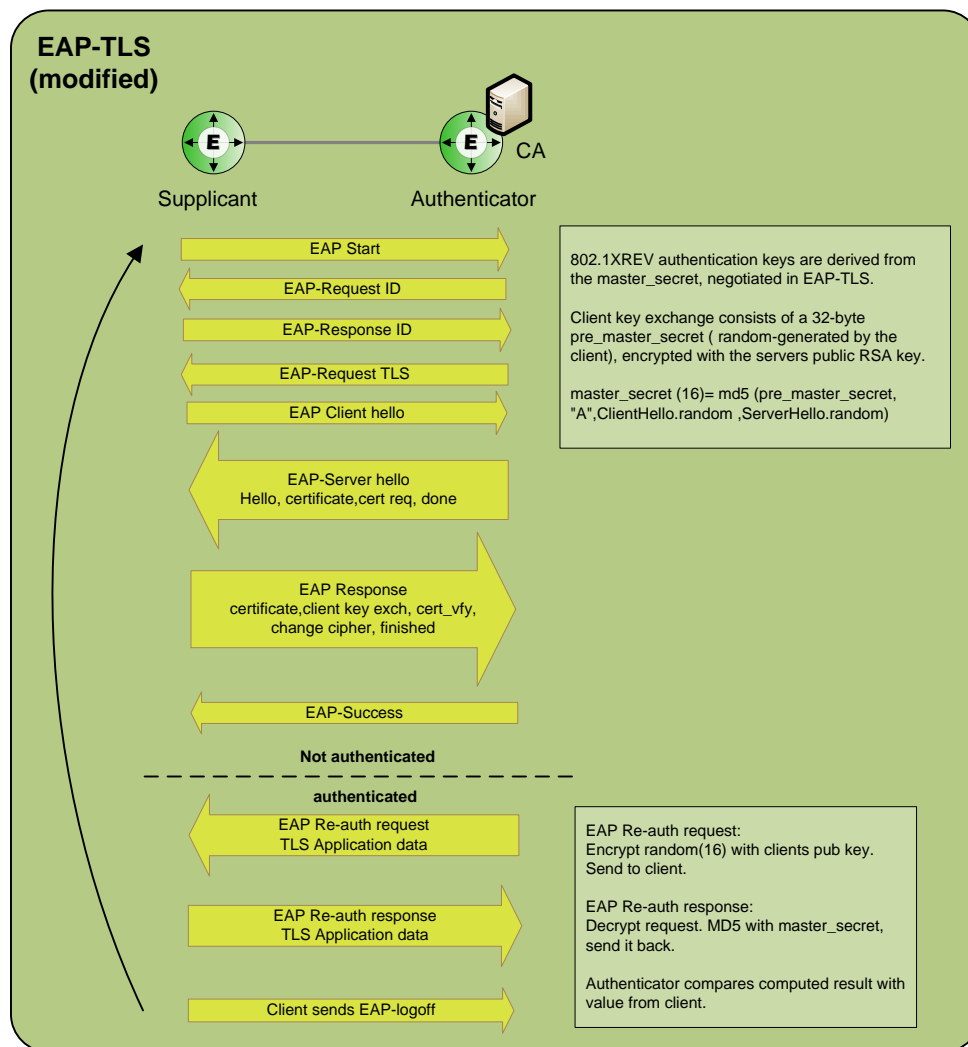 EAP-TLS
(modified)
E
E
CA
Supplicant
Authenticator
EAP Start
EAP-Request ID
EAP-Response ID
EAP-Request TLS
EAP Client hello
802.1XREV authentication keys are derived from
the master_secret, negotiated in EAP-TLS.
Client key exchange consists of a 32-byte
pre_master_secret ( random-generated by the
client), encrypted with the servers public RSA key.
master_secret (16)= md5 (pre_master_secret,
"A",ClientHello.random ,ServerHello.random)
EAP-Server hello
Hello, certificate,cert req, done
EAP Response
certificate,client key exch, cert_vfy,
change cipher, finished
EAP-Success
Not authenticated
authenticated
EAP Re-auth request
TLS Application data
EAP Re-auth response
TLS Application data
Client sends EAP-logoff
EAP Re-auth request:
Encrypt random(16) with clients pub key.
Send to client.
EAP Re-auth response:
Decrypt request. MD5 with master_secret,
send it back.
Authenticator compares computed result with
value from client.